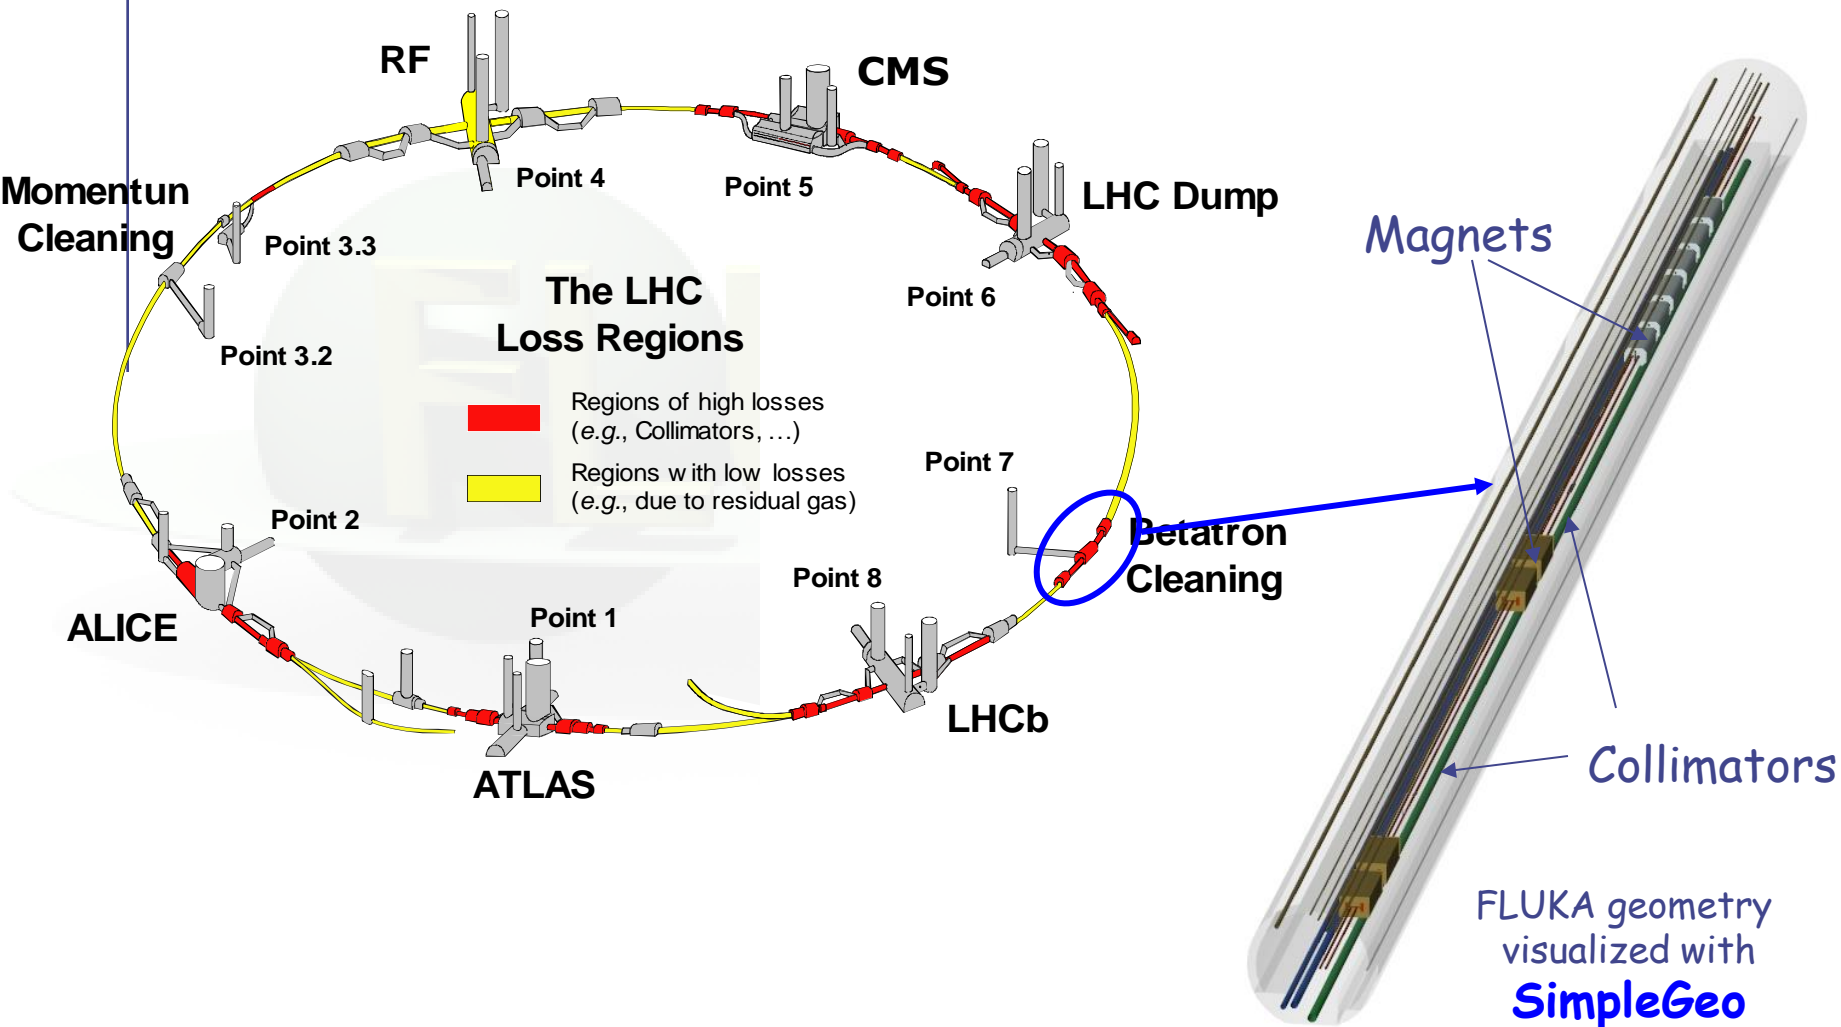 RF
CMS
Point 4
Point 5
Momentun
Cleaning
LHC Dump
Point 3.3
Magnets
Point 6
The LHC
Loss Regions
Point 3.2
Regions of high losses
(e.g., Collimators, …)
Regions with low losses
(e.g., due to residual gas)
Point 7
Point 2
Betatron
Cleaning
Point 8
Point 1
ALICE
LHCb
ATLAS
Collimators
FLUKA geometry
visualized with
SimpleGeo